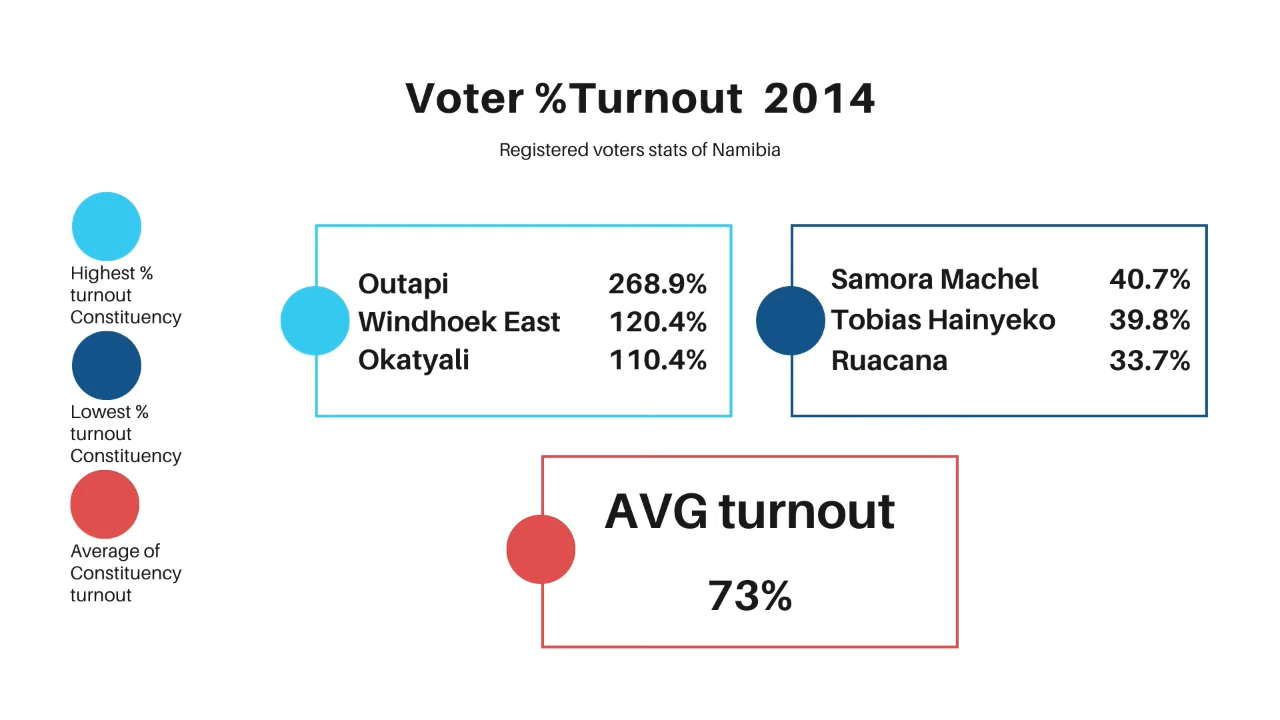 Voter %Turnout 2014
Registered voters stats of Namibia
Highest %
turnout
Constituency
Lowest %
turnout
Constituency
Average of
Constituency
turnout
Outapi 268.9%
Windhoek East 120.4%
Okatyali 110.4%
Samora Machel 40.7%
Tobias Hainyeko 39.8%
Ruacana 33.7%
AVG turnout
73%